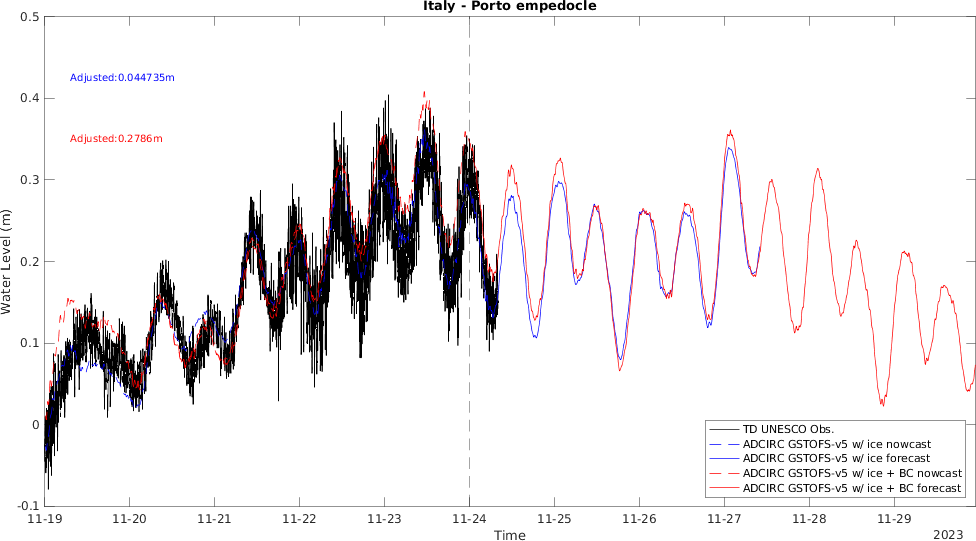 Italy - Porto empedocle
0.5
0.4
0.3
0.2
0.1
0
-0.1
Water Level (m)
Adjusted:0.044735m
Adjusted:0.2786m
TD UNESCO Obs.
ADCIRC GSTOFS-v5 w/ ice nowcast
ADCIRC GSTOFS-v5 w/ ice forecast
ADCIRC GSTOFS-v5 w/ ice + BC nowcast
ADCIRC GSTOFS-v5 w/ ice + BC forecast
11-19 11-20 11-21 11-22 11-23 11-24 11-25 11-26 11-27 11-28 11-29
Time
2023